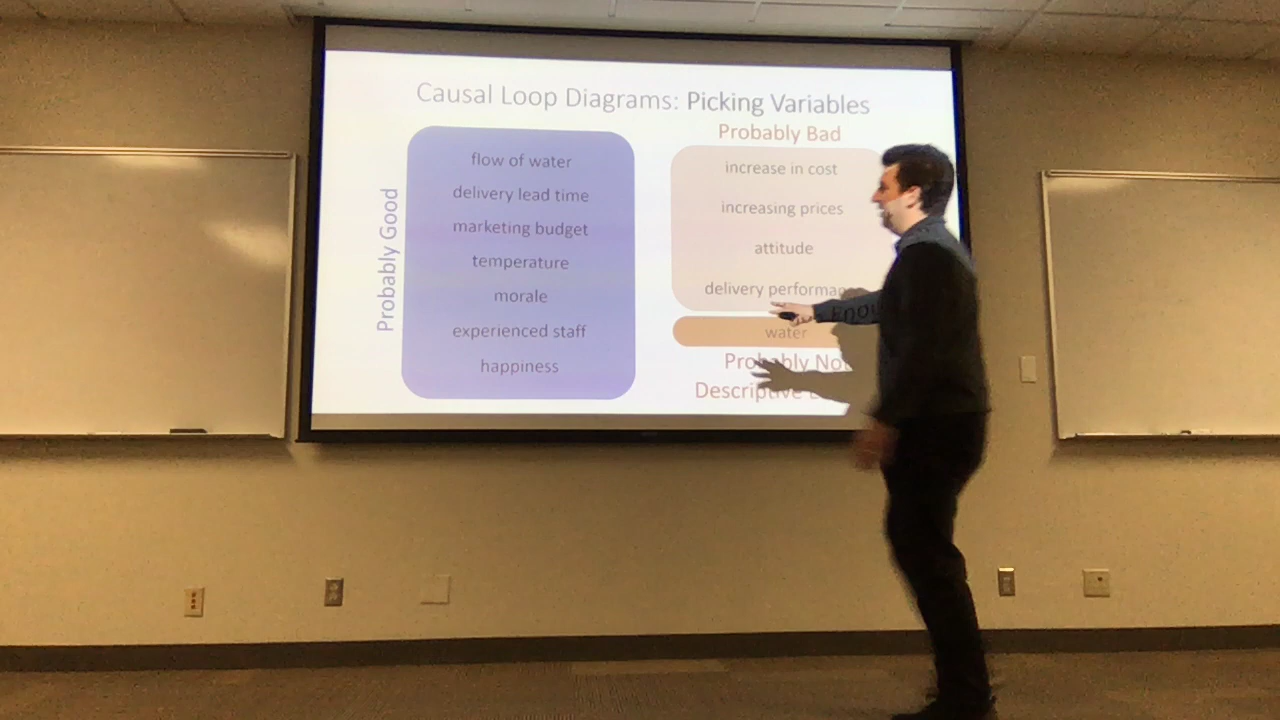 Causal Loop Diagrams: Picking Variables
Probably Good
flow of water
delivery lead time
marketing budget
temperature
morale
experienced staff
happiness
Probably Bad
increase in cost
increasing prices
attitude
delivery
water
Probably Not
Descriptive